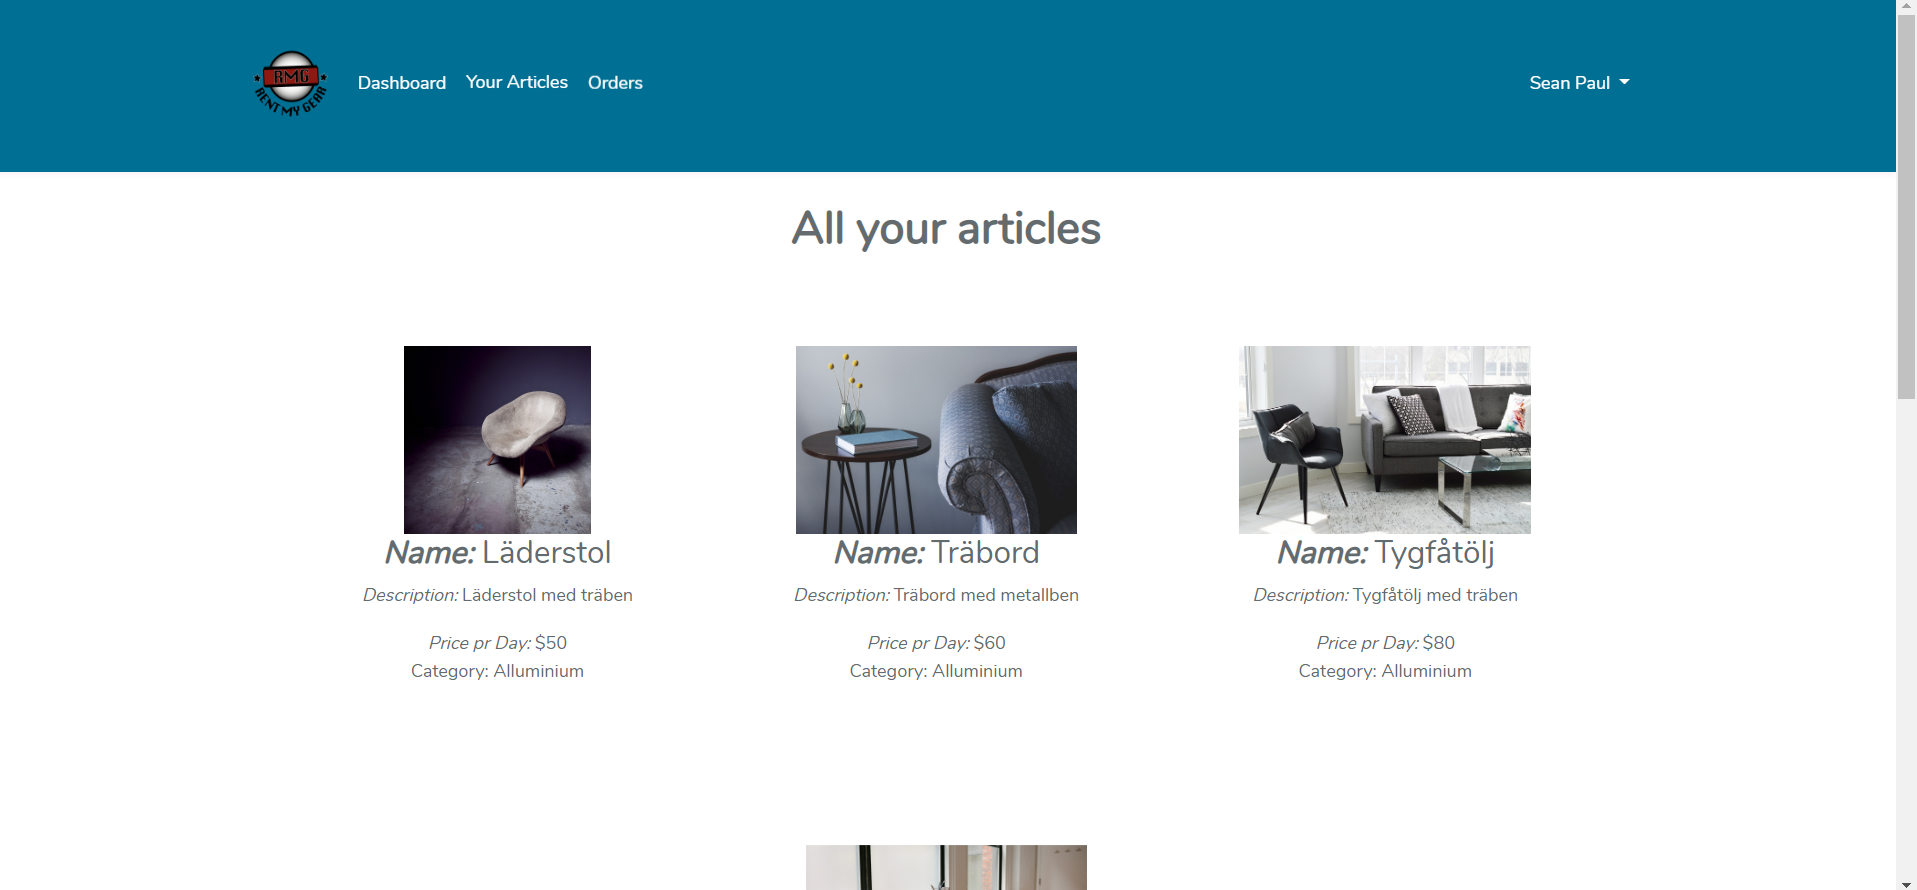 RMG
RENT MY GEAR
Dashboard Your Articles Orders
Sean Paul
All your articles
Name: Läderstol
Description: Läderstol med träben
Price pr Day: $50
Category: Alluminium
Name: Träbord
Description: Träbord med metallben
Price pr Day: $60
Category: Alluminium
Name: Tygfåtölj
Description: Tygfåtölj med träben
Price pr Day: $80
Category: Alluminium